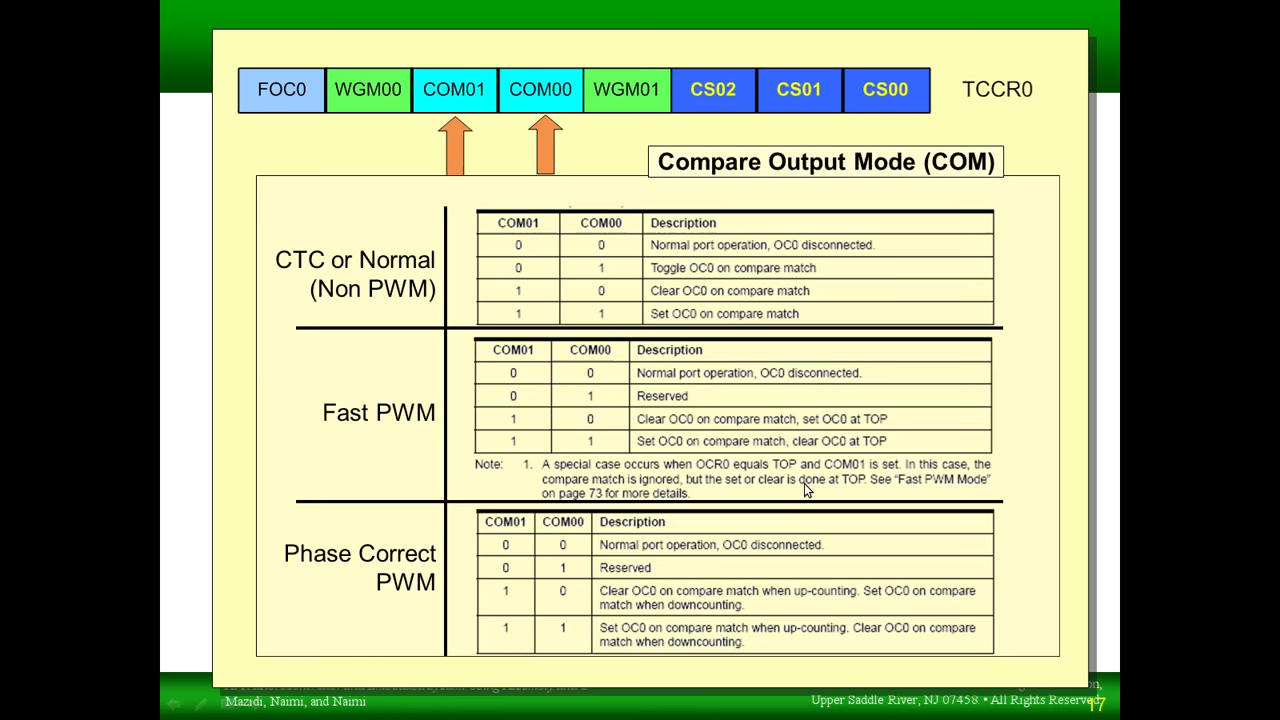 FOC0 WGM00 COM01 COM00 WGM01 CS02 CS01 CS00 TCCR0
Compare Output Mode (COM)
CTC or Normal
(Non PWM)
COM01 COM00 Description
0 0 Normal port operation, OC0 disconnected.
0 1 Toggle OC0 on compare match
1 0 Clear OC0 on compare match
1 1 Set OC0 on compare match
Fast PWM
COM01 COM00 Description
0 0 Normal port operation, OC0 disconnected.
0 1 Reserved
1 0 Clear OC0 on compare match, set OC0 at TOP
1 1 Set OC0 on compare match, clear OC0 at TOP
Note: 1. A special case occurs when OCR0 equals TOP and COM01 is set. In this case, the
compare match is ignored, but the set or clear is done at TOP. See "Fast PWM Mode"
on page 73 for more details.
Phase Correct
PWM
COM01 COM00 Description
0 0 Normal port operation, OC0 disconnected.
0 1 Reserved
1 0 Clear OC0 on compare match when up-counting. Set OC0 on compare
match when downcounting.
1 1 Set OC0 on compare match when up-counting. Clear OC0 on compare
match when downcounting.
Mazidi, Naimi, and Naimi
Upper Saddle River, NJ 07458 • All Rights Reserved
17